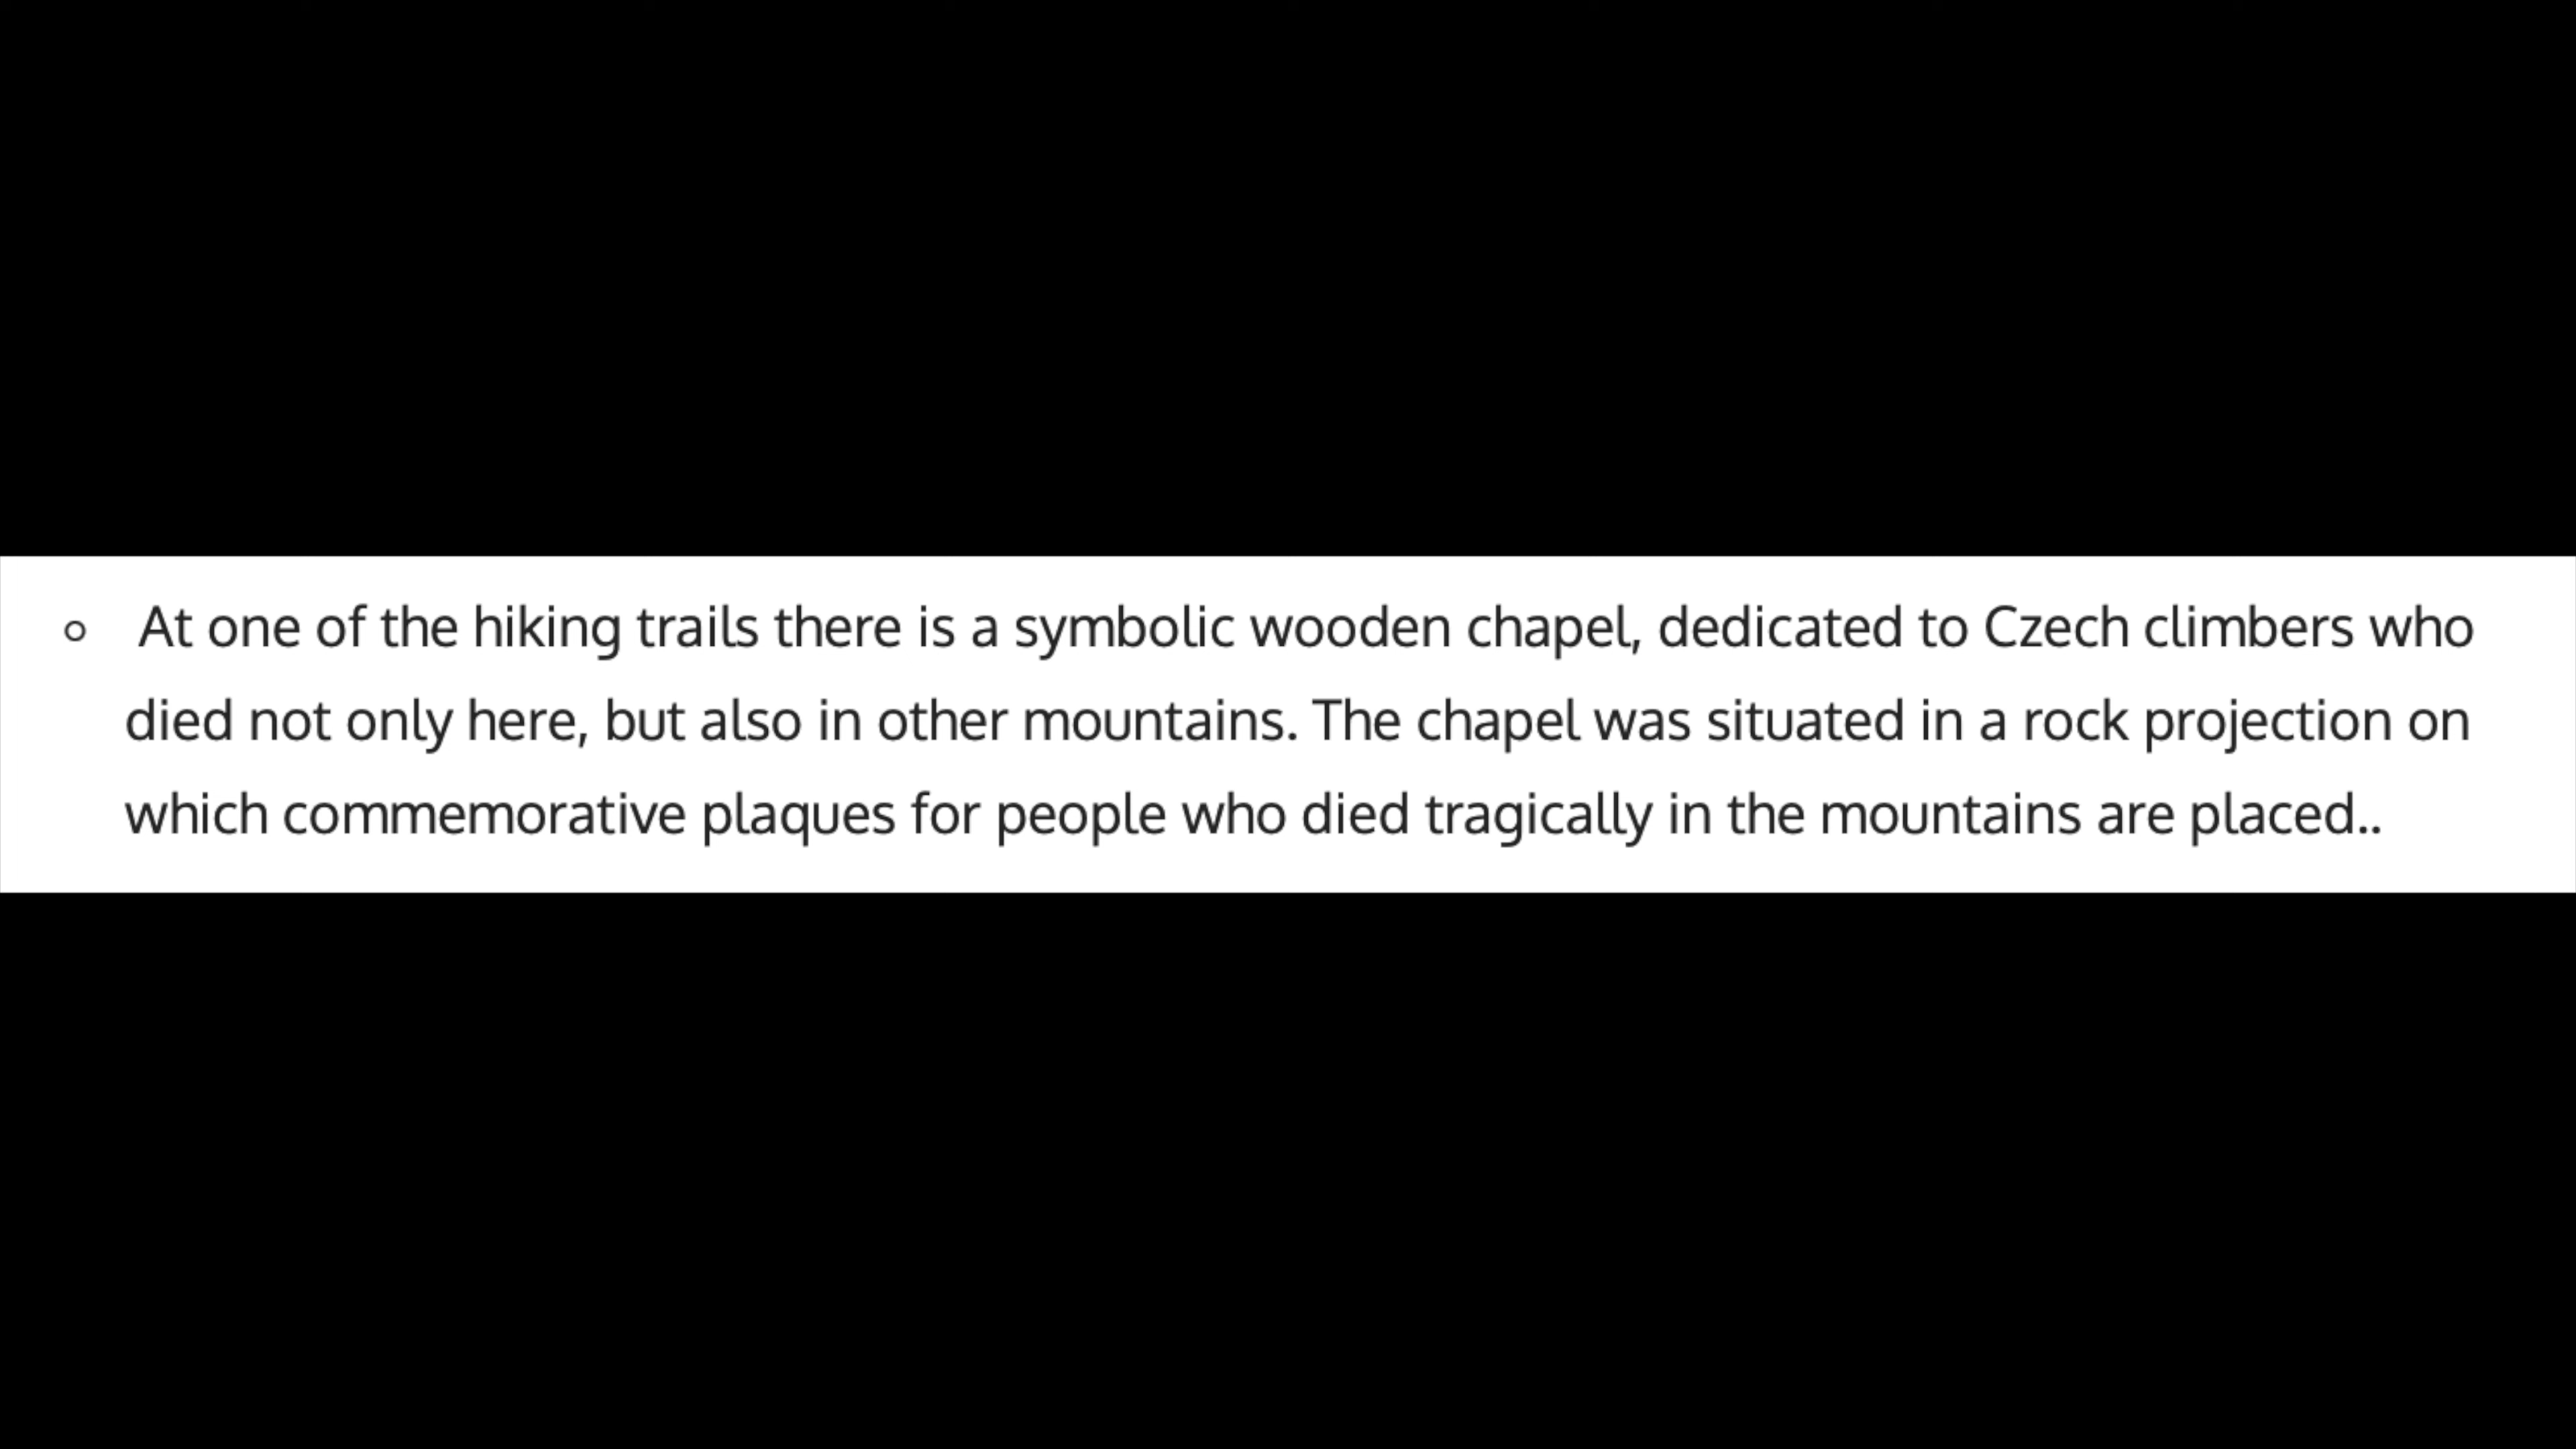 ◦ At one of the hiking trails there is a symbolic wooden chapel, dedicated to Czech climbers who
died not only here, but also in other mountains. The chapel was situated in a rock projection on
which commemorative plaques for people who died tragically in the mountains are placed..